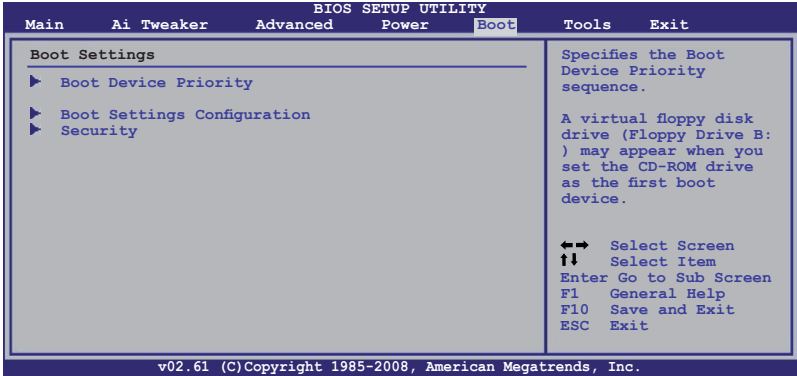 BIOS SETUP UTILITY
Main Ai Tweaker Advanced Power Boot Tools Exit
Boot Settings
Boot Device Priority
Boot Settings Configuration
Security
Specifies the Boot
Device Priority
sequence.
A virtual floppy disk
drive (Floppy Drive B:
) may appear when you
set the CD-ROM drive
as the first boot
device.
←→ Select Screen
↑↓ Select Item
Enter Go to Sub Screen
F1 General Help
F10 Save and Exit
ESC Exit
v02.61 (C)Copyright 1985-2008, American Megatrends, Inc.